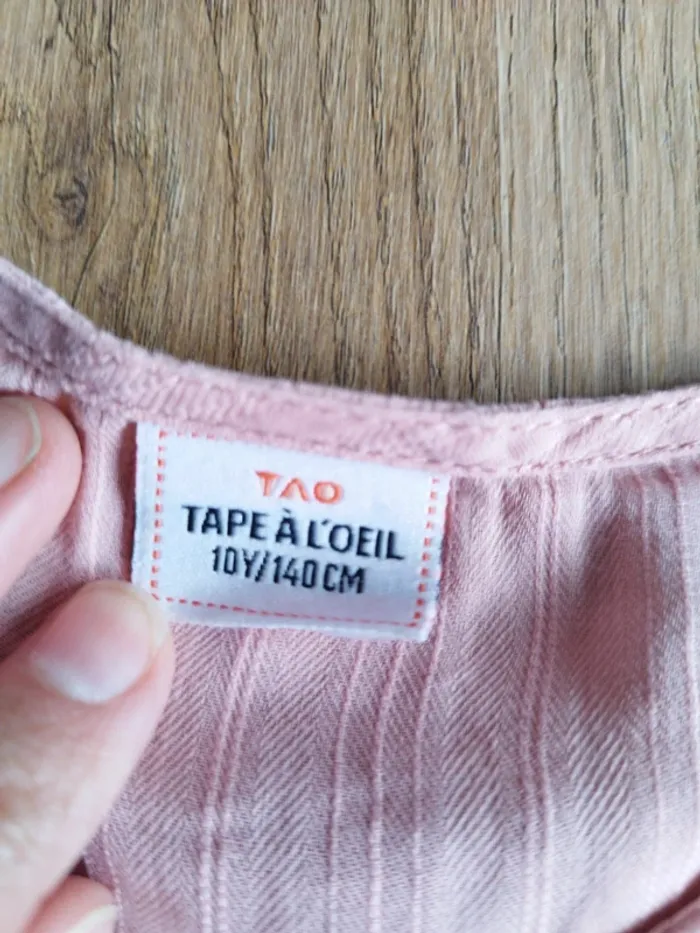 TAO
TAPE À L'OEIL
10Y/140CM